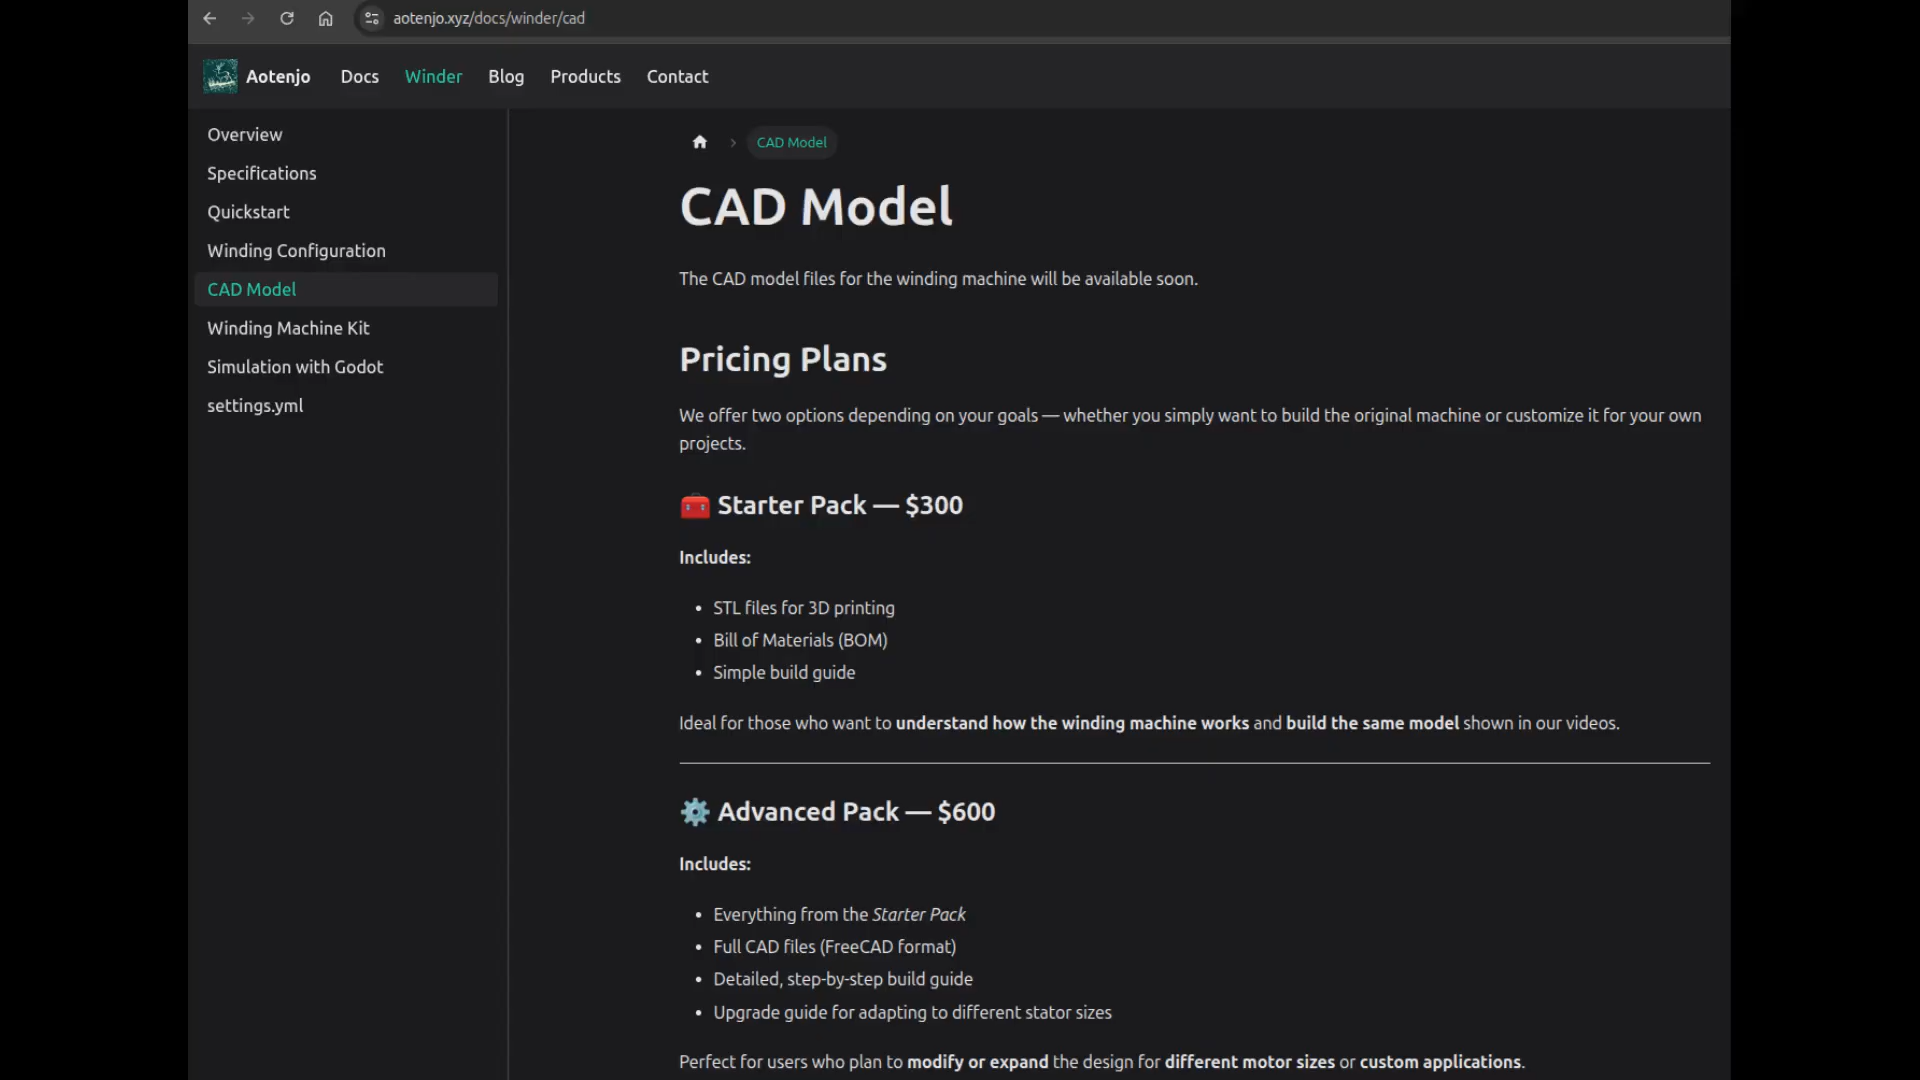 aotenjo.xyz/docs/winder/cad
Aotenjo Docs Winder Blog Products Contact
Overview
Specifications
Quickstart
Winding Configuration
CAD Model
Winding Machine Kit
Simulation with Godot
settings.yml
CAD Model
CAD Model
The CAD model files for the winding machine will be available soon.
Pricing Plans
We offer two options depending on your goals — whether you simply want to build the original machine or customize it for your own
projects.
🧰 Starter Pack — $300
Includes:
• STL files for 3D printing
• Bill of Materials (BOM)
• Simple build guide
Ideal for those who want to understand how the winding machine works and build the same model shown in our videos.
⚙️ Advanced Pack — $600
Includes:
• Everything from the Starter Pack
• Full CAD files (FreeCAD format)
• Detailed, step-by-step build guide
• Upgrade guide for adapting to different stator sizes
Perfect for users who plan to modify or expand the design for different motor sizes or custom applications.